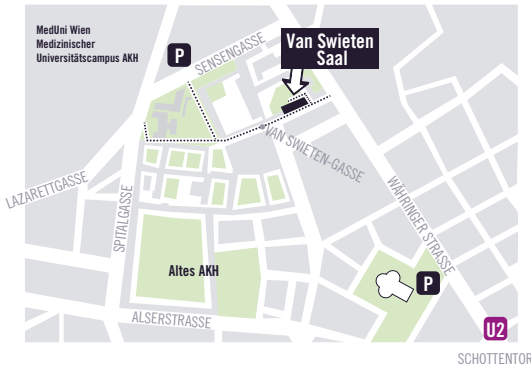 MedUni Wien
Medizinischer
Universitätscampus AKH
P
SENSENGASSE
Van Swieten
Saal
VAN SWIETEN-GASSE
LAZARETTGASSE
SPITALGASSE
WÄHRINGER STRASSE
Altes AKH
P
ALSERSTRASSE
U2
SCHOTTENTOR